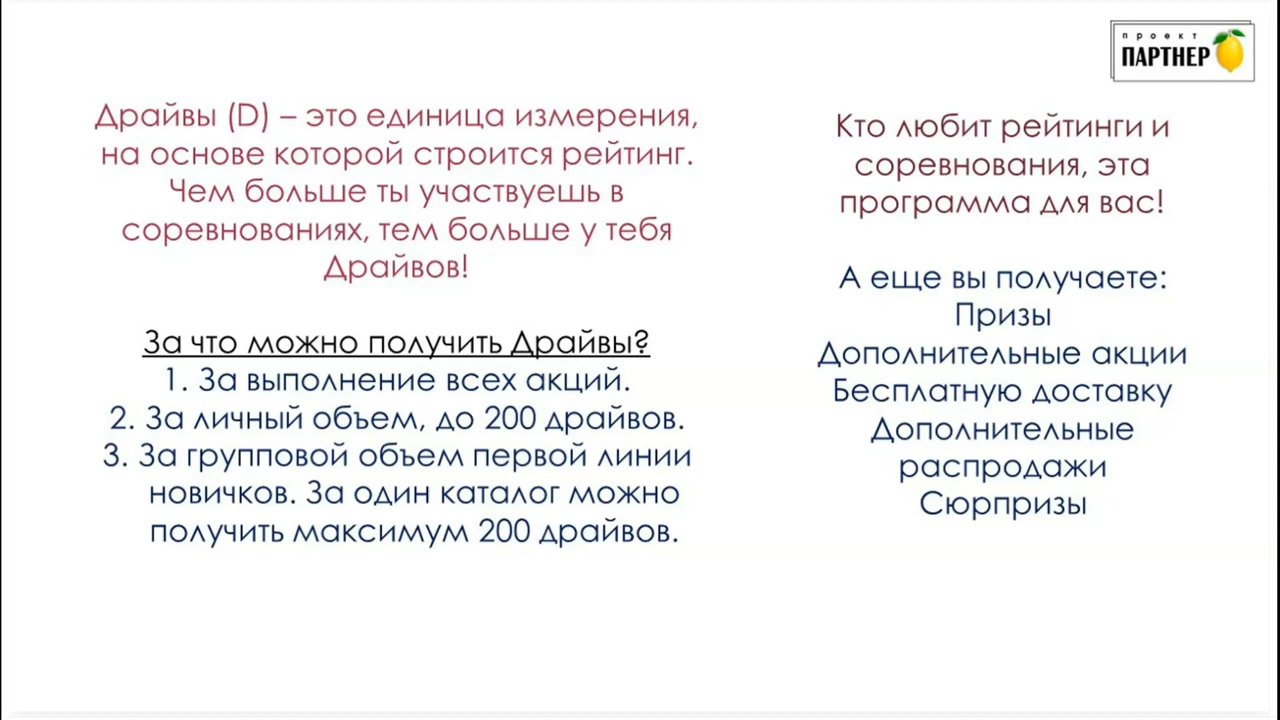 проект
ПАРТНЕР
Драйвы (D) – это единица измерения,
на основе которой строится рейтинг.
Чем больше ты участвуешь в
соревнованиях, тем больше у тебя
Драйвов!
За что можно получить Драйвы?
1. За выполнение всех акций.
2. За личный объем, до 200 драйвов.
3. За групповой объем первой линии
новичков. За один каталог можно
получить максимум 200 драйвов.
Кто любит рейтинги и
соревнования, эта
программа для вас!
А еще вы получаете:
Призы
Дополнительные акции
Бесплатную доставку
Дополнительные
распродажи
Сюрпризы